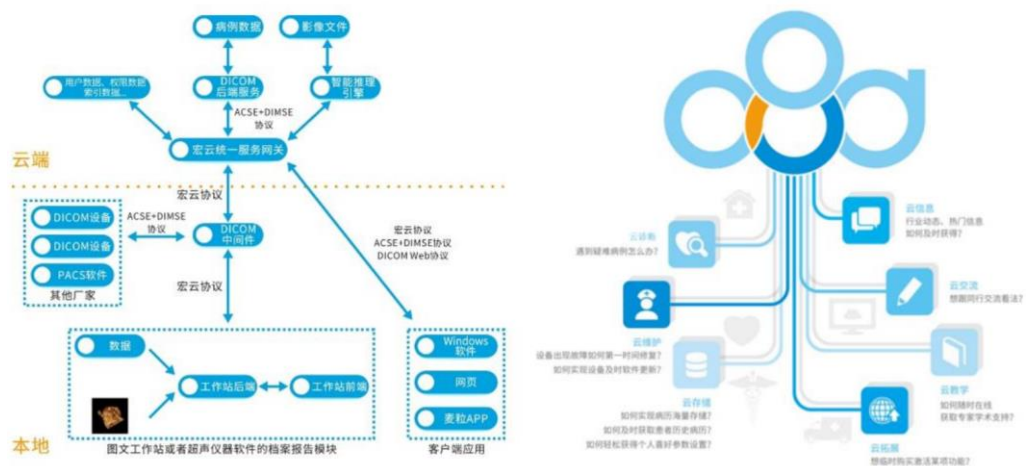 病例数据
影像文件
用户数据、权限数据
索引数据...
DICOM
后端服务
智能推理
引擎
ACSE+DIMSE
协议
宏云统一服务网关
云端
宏云协议
DICOM设备
DICOM设备
PACS软件
其他厂家
ACSE+DIMSE
协议
DICOM
中间件
宏云协议
ACSE+DIMSE协议
DICOM Web协议
宏云协议
数据
工作站后端
工作站前端
Windows
软件
网页
麦粒APP
本地
图文工作站或者超声仪器软件的档案报告模块
客户端应用
云诊断
遇到疑难病例怎么办？
云信息
行业动态、热门信息
如何及时获得？
云交流
想跟同行交流看法？
云维护
设备出现故障如何第一时间修复？
如何实现设备及时软件更新？
云存储
如何实现病历海量存储？
如何及时获取患者历史病历？
如何轻松获得个人喜好参数设置？
云教学
如何随时在线
获取专家学术支持？
云拓展
想临时购买激活某项功能？